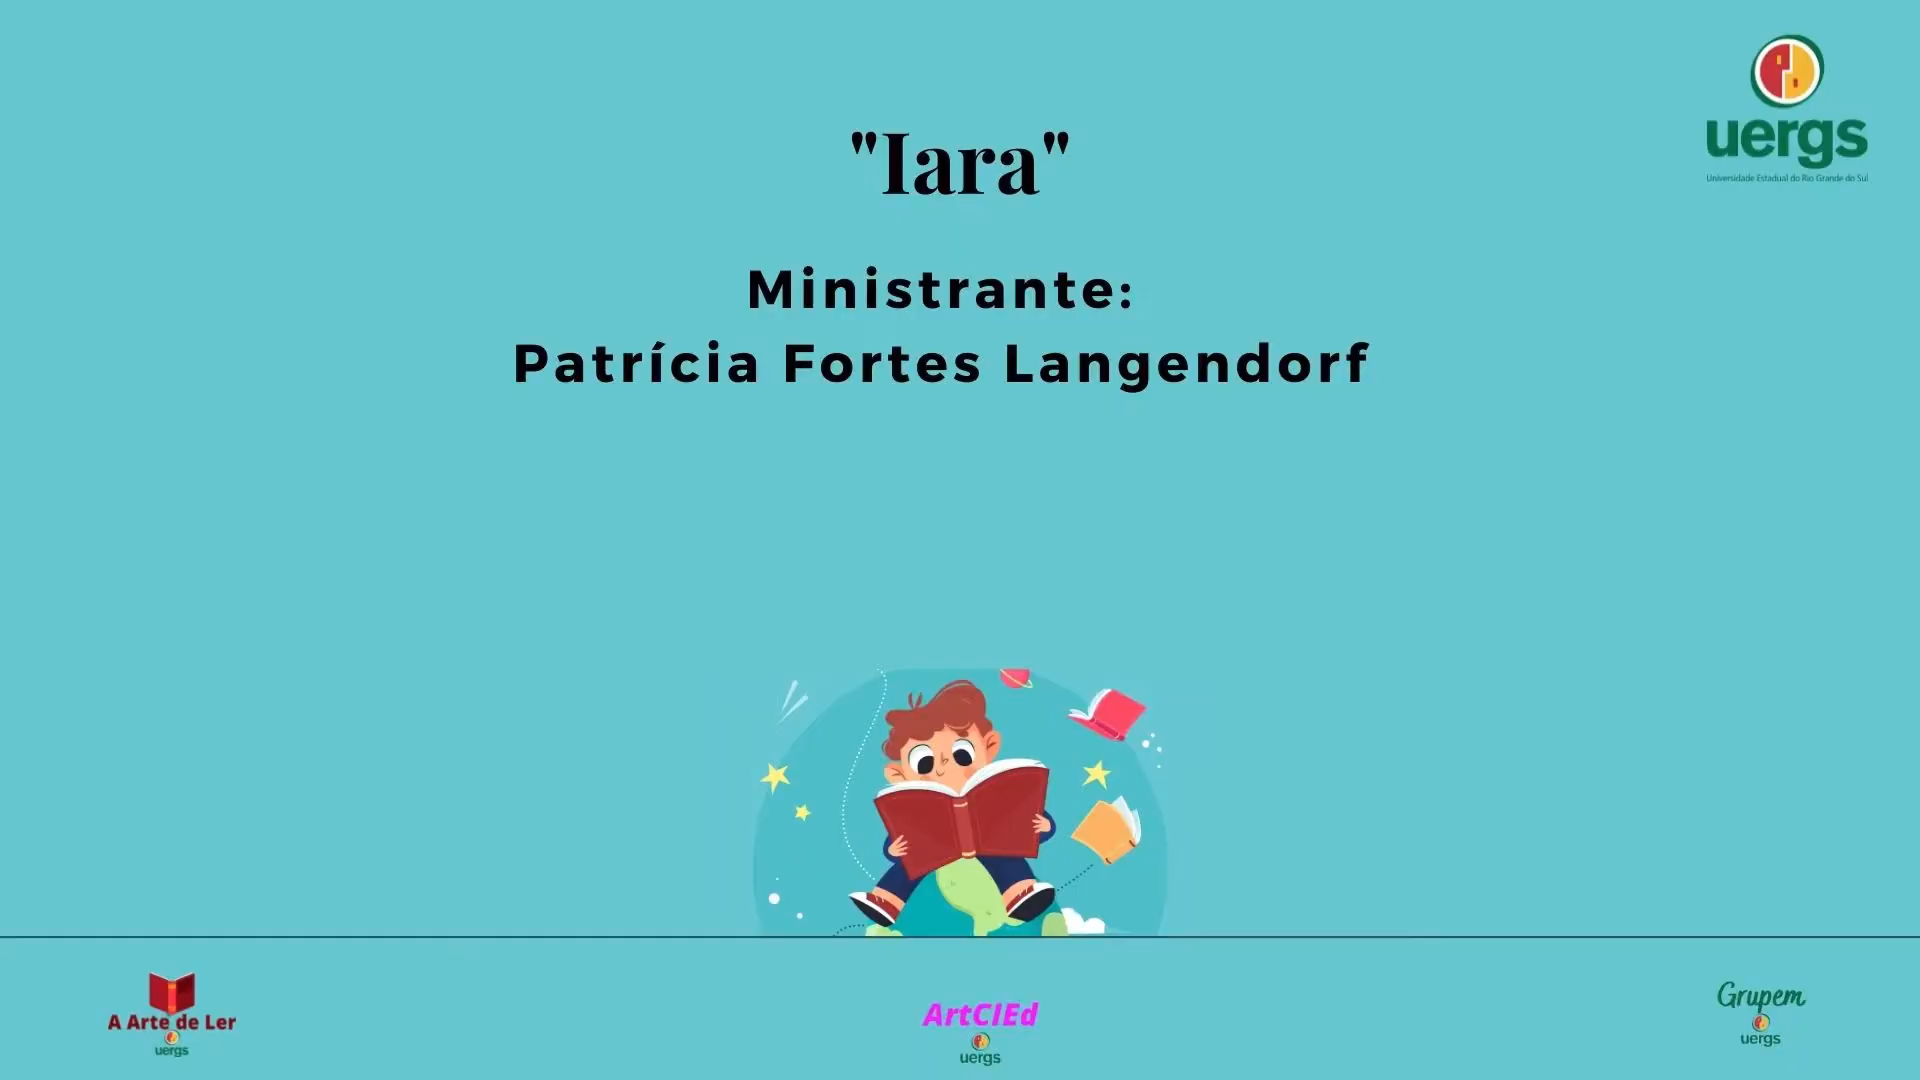 uergs
Universidade Estadual do Rio Grande do Sul
"Iara"
Ministrante:
Patrícia Fortes Langendorf
A Arte de Ler
uergs
ArtCIEd
uergs
Grupem
uergs